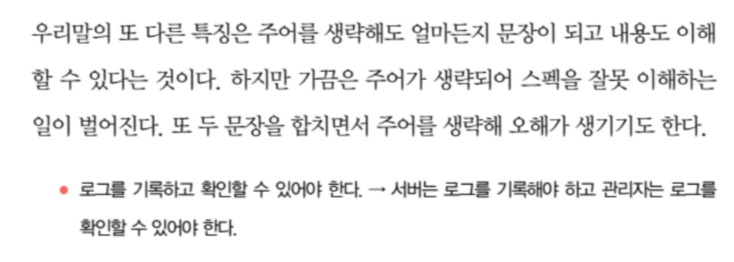 우리말의 또 다른 특징은 주어를 생략해도 얼마든지 문장이 되고 내용도 이해
할 수 있다는 것이다. 하지만 가끔은 주어가 생략되어 스펙을 잘못 이해하는
일이 벌어진다. 또 두 문장을 합치면서 주어를 생략해 오해가 생기기도 한다.
● 로그를 기록하고 확인할 수 있어야 한다. → 서버는 로그를 기록해야 하고 관리자는 로그를
확인할 수 있어야 한다.